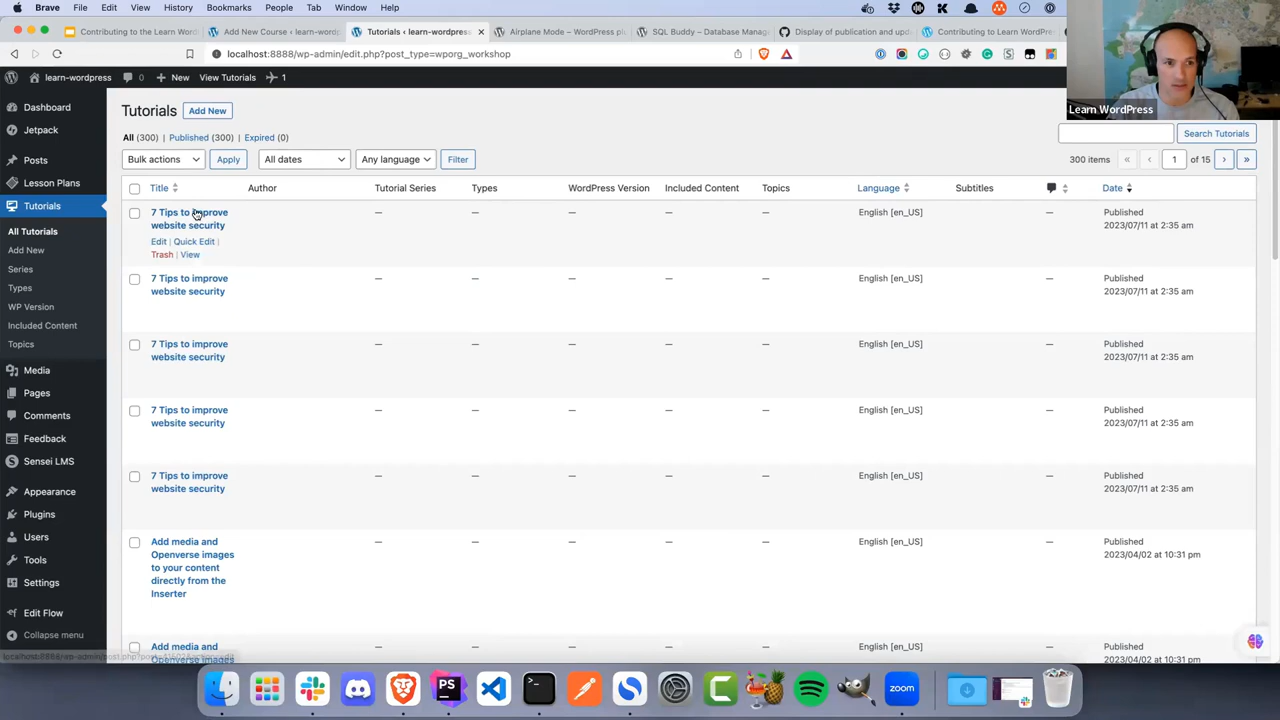 Brave File Edit View History Bookmarks People Tab Window Help
Contributing to the Learn Word
Add New Course ‹ learn-wordp
Tutorials ‹ learn-wordpress
Airplane Mode – WordPress pl
SQL Buddy – Database Manag
Display of publication and upd
Contributing to Learn WordPre
localhost:8888/wp-admin/edit.php?post_type=wporg_workshop
learn-wordpress 0 New View Tutorials 1
Learn WordPress
Dashboard
Jetpack
Posts
Lesson Plans
Tutorials
All Tutorials
Add New
Series
Types
WP Version
Included Content
Topics
Media
Pages
Comments
Feedback
Sensei LMS
Appearance
Plugins
Users
Tools
Settings
Edit Flow
Collapse menu
Tutorials Add New
All (300) | Published (300) | Expired (0)
Search Tutorials
Bulk actions Apply All dates Any language Filter
300 items « ‹ 1 of 15 › »
Title Author Tutorial Series Types WordPress Version Included Content Topics Language Subtitles Date
7 Tips to improve — — — — — English [en_US] — Published
website security 2023/07/11 at 2:35 am
Edit | Quick Edit |
Trash | View
7 Tips to improve — — — — — English [en_US] — Published
website security 2023/07/11 at 2:35 am
7 Tips to improve — — — — — English [en_US] — Published
website security 2023/07/11 at 2:35 am
7 Tips to improve — — — — — English [en_US] — Published
website security 2023/07/11 at 2:35 am
7 Tips to improve — — — — — English [en_US] — Published
website security 2023/07/11 at 2:35 am
Add media and — — — — — English [en_US] — Published
Openverse images 2023/04/02 at 10:31 pm
to your content
directly from the
Inserter
Add media and — — — — — English [en_US] — Published
Openverse images 2023/04/02 at 10:31 pm
PS
C
zoom